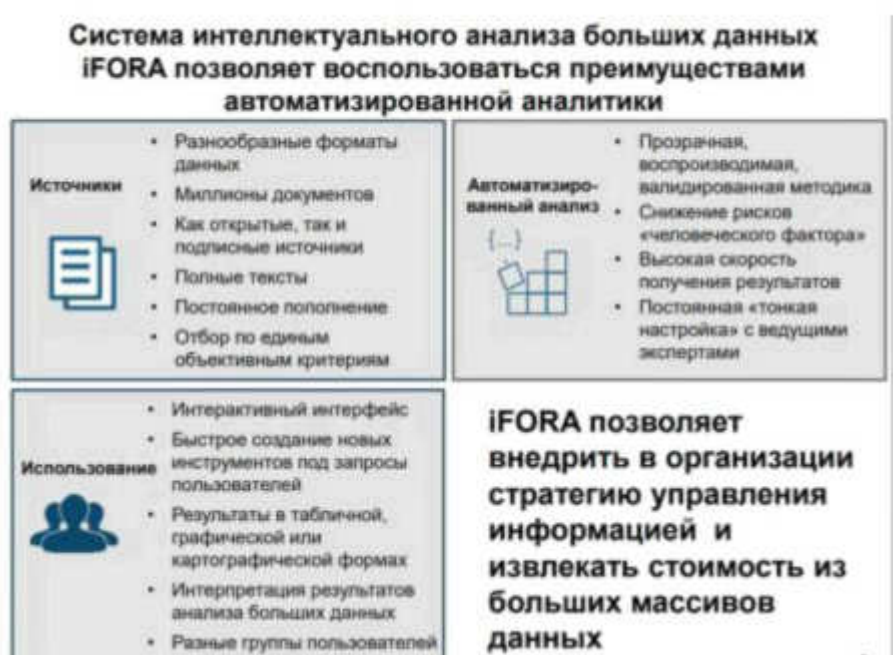 Система интеллектуального анализа больших данных
iFORA позволяет воспользоваться преимуществами
автоматизированной аналитики
Источники
• Разнообразные форматы
данных
• Миллионы документов
• Как открытые, так и
подписные источники
• Полные тексты
• Постоянное пополнение
• Отбор по единым
объективным критериям
Автоматизиро-
ванный анализ
{...}
• Прозрачная,
воспроизводимая,
валидированная методика
• Снижение рисков
«человеческого фактора»
• Высокая скорость
получения результатов
• Постоянная «тонкая
настройка» с ведущими
экспертами
Использование
• Интерактивный интерфейс
• Быстрое создание новых
инструментов под запросы
пользователей
• Результаты в табличной,
графической или
картографической формах
• Интерпретация результатов
анализа больших данных
• Разные группы пользователей
iFORA позволяет
внедрить в организации
стратегию управления
информацией и
извлекать стоимость из
больших массивов
данных